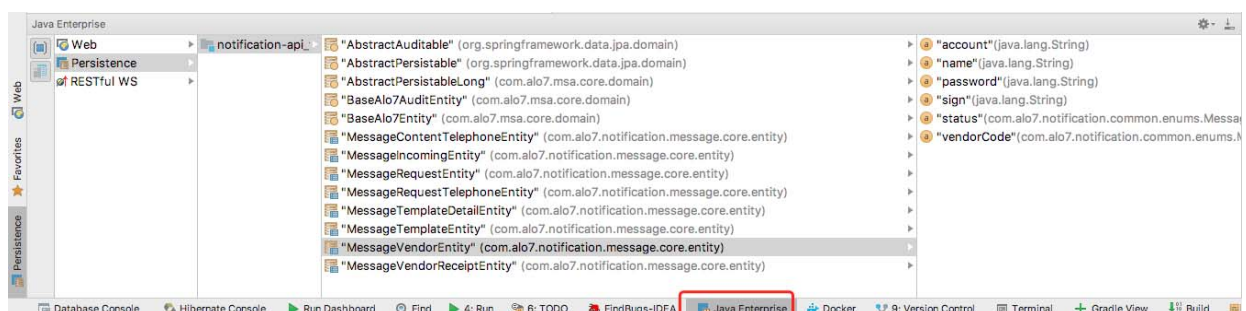 Java Enterprise
Web
Persistence
RESTful WS
notification-api_
"AbstractAuditable" (org.springframework.data.jpa.domain)
"AbstractPersistable" (org.springframework.data.jpa.domain)
"AbstractPersistableLong" (com.alo7.msa.core.domain)
"BaseAlo7AuditEntity" (com.alo7.msa.core.domain)
"BaseAlo7Entity" (com.alo7.msa.core.domain)
"MessageContentTelephoneEntity" (com.alo7.notification.message.core.entity)
"MessageIncomingEntity" (com.alo7.notification.message.core.entity)
"MessageRequestEntity" (com.alo7.notification.message.core.entity)
"MessageRequestTelephoneEntity" (com.alo7.notification.message.core.entity)
"MessageTemplateDetailEntity" (com.alo7.notification.message.core.entity)
"MessageTemplateEntity" (com.alo7.notification.message.core.entity)
"MessageVendorEntity" (com.alo7.notification.message.core.entity)
"MessageVendorReceiptEntity" (com.alo7.notification.message.core.entity)
"account"(java.lang.String)
"name"(java.lang.String)
"password"(java.lang.String)
"sign"(java.lang.String)
"status"(com.alo7.notification.common.enums.Messa
"vendorCode"(com.alo7.notification.common.enums.
Web
Favorites
Persistence
Database Console
Hibernate Console
Run Dashboard
Find
4: Run
6: TODO
FindBugs-IDEA
Java Enterprise
Docker
9: Version Control
Terminal
Gradle View
Build